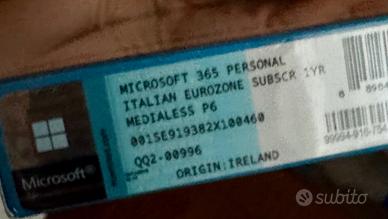 MICROSOFT 365 PERSONAL
ITALIAN EUROZONE SUBSCR 1YR
MEDIALESS P6
001SE919382X100460
QQ2-00996
ORIGIN:IRELAND
Microsoft®
subito